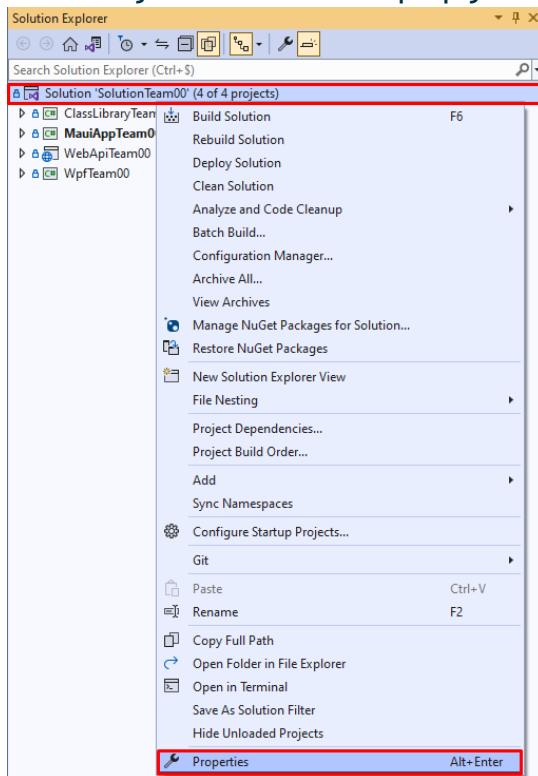 Solution Explorer
Search Solution Explorer (Ctrl+$)
Solution 'SolutionTeam00' (4 of 4 projects)
ClassLibraryTeam
MauiAppTeam0
WebApiTeam00
WpfTeam00
Build Solution F6
Rebuild Solution
Deploy Solution
Clean Solution
Analyze and Code Cleanup
Batch Build...
Configuration Manager...
Archive All...
View Archives
Manage NuGet Packages for Solution...
Restore NuGet Packages
New Solution Explorer View
File Nesting
Project Dependencies...
Project Build Order...
Add
Sync Namespaces
Configure Startup Projects...
Git
Paste Ctrl+V
Rename F2
Copy Full Path
Open Folder in File Explorer
Open in Terminal
Save As Solution Filter
Hide Unloaded Projects
Properties Alt+Enter